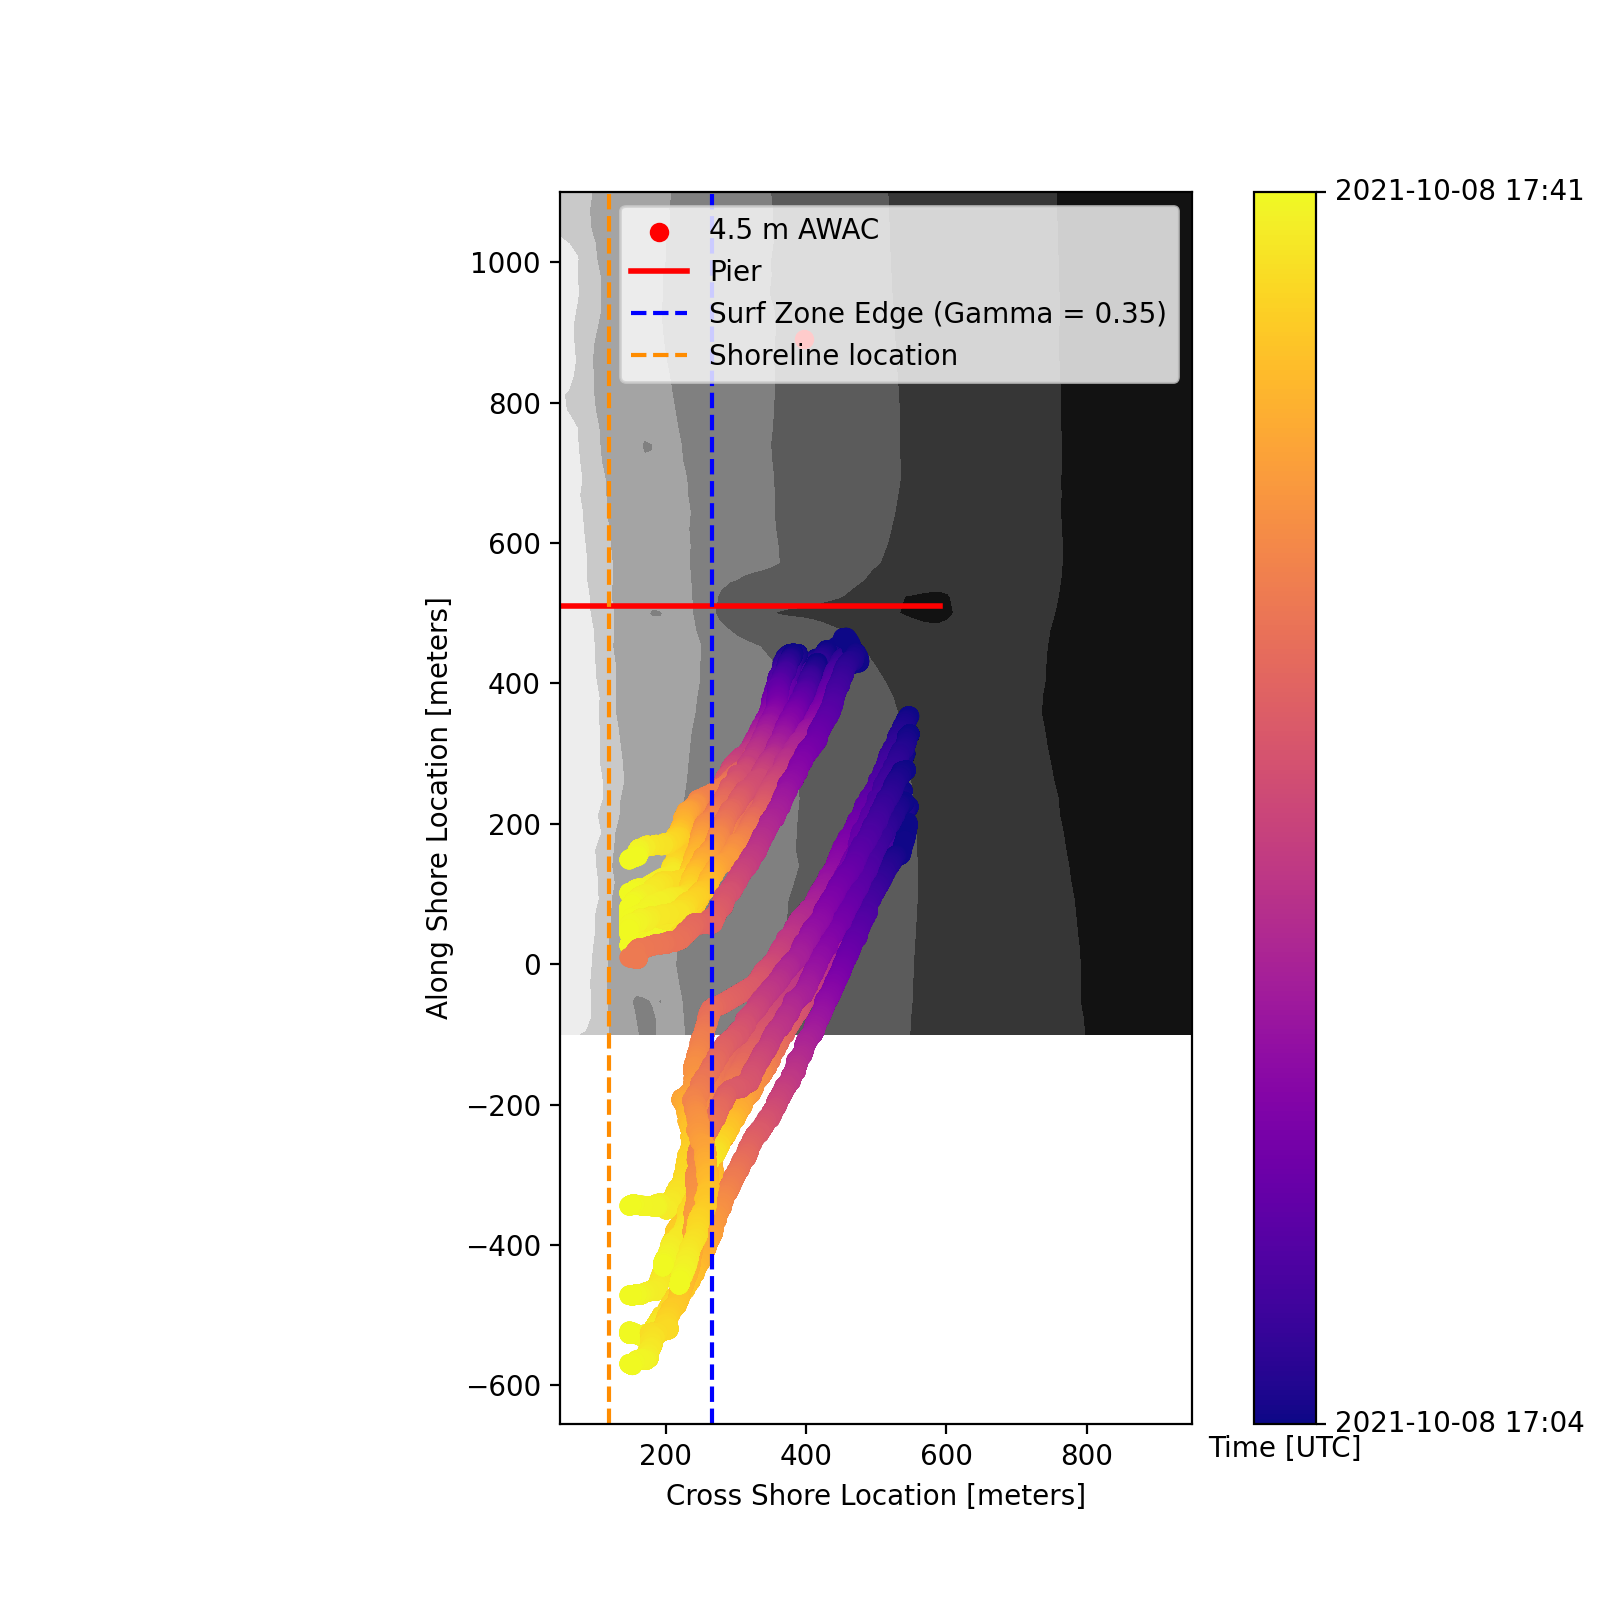 2021-10-08 17:41
4.5 m AWAC
Pier
Surf Zone Edge (Gamma = 0.35)
Shoreline location
1000
800
600
400
200
0
−200
−400
−600
Along Shore Location [meters]
200 400 600 800
Cross Shore Location [meters]
2021-10-08 17:04
Time [UTC]